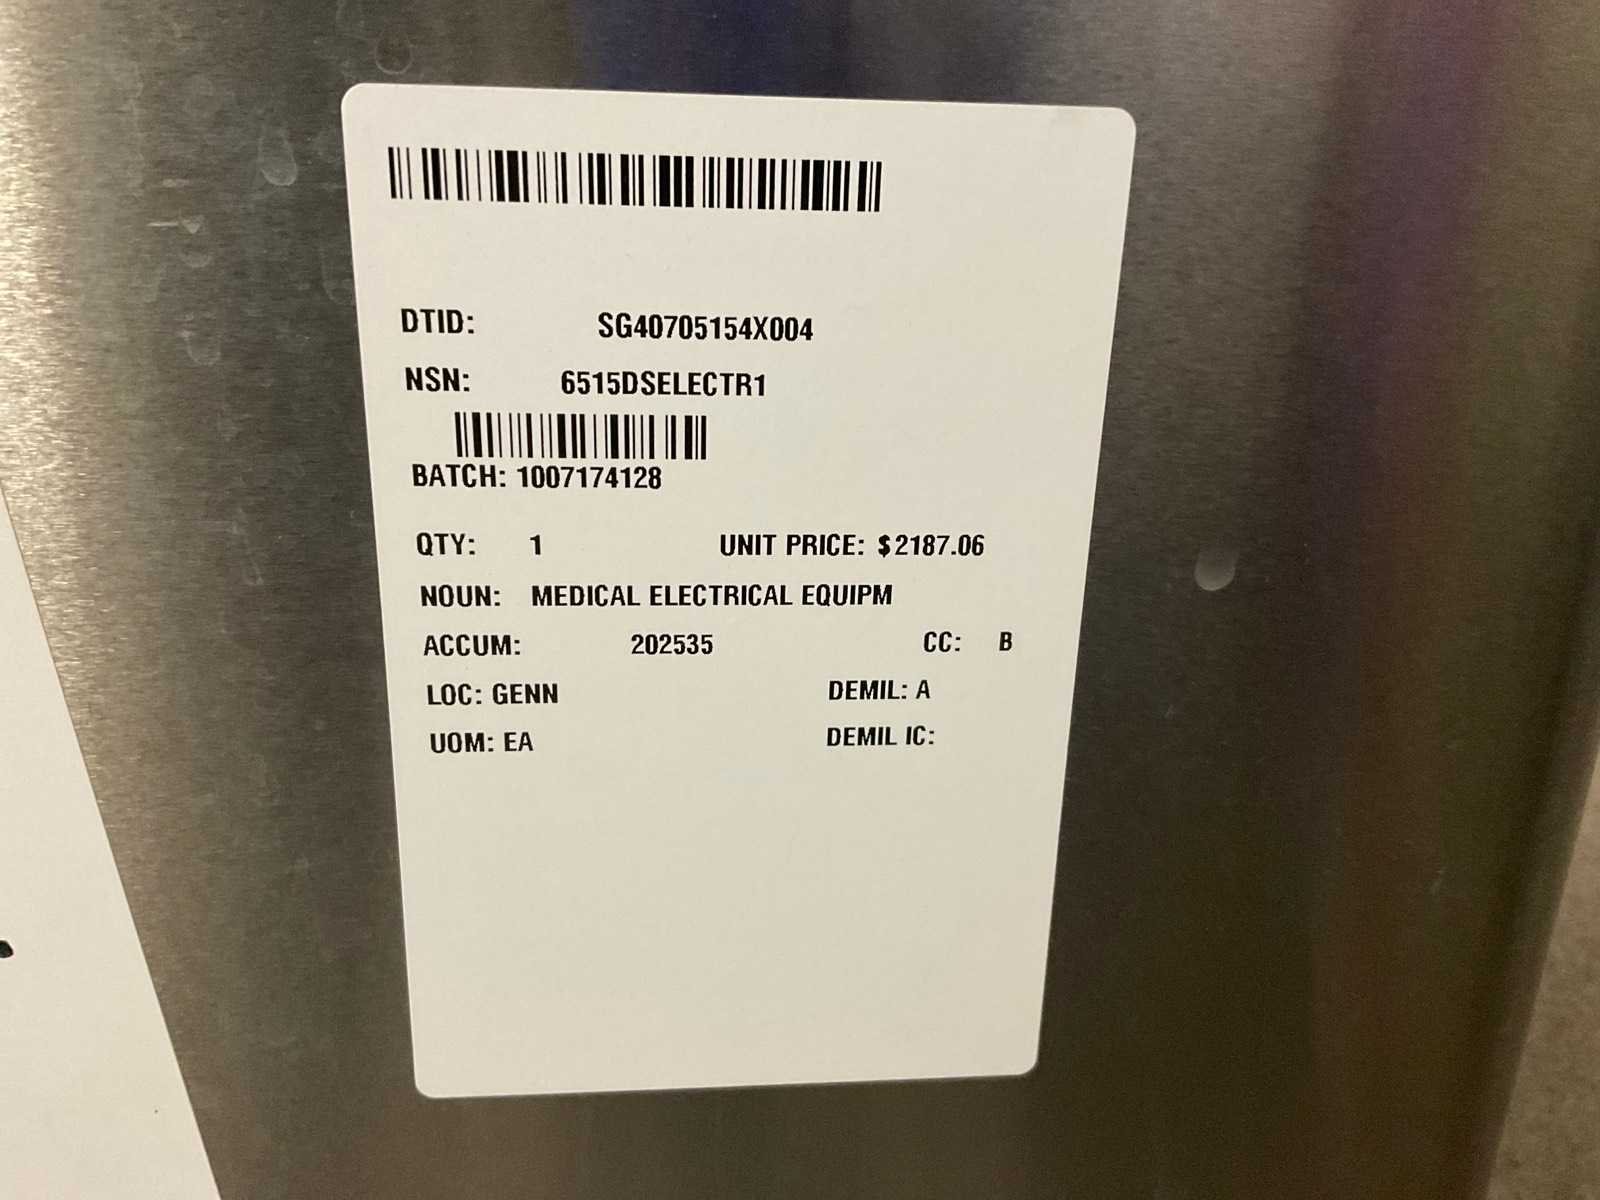 DTID: SG40705154X004
NSN: 6515DSELECTR1
BATCH: 1007174128
QTY: 1 UNIT PRICE: $2187.06
NOUN: MEDICAL ELECTRICAL EQUIPM
ACCUM: 202535 CC: B
LOC: GENN DEMIL: A
UOM: EA DEMIL IC: